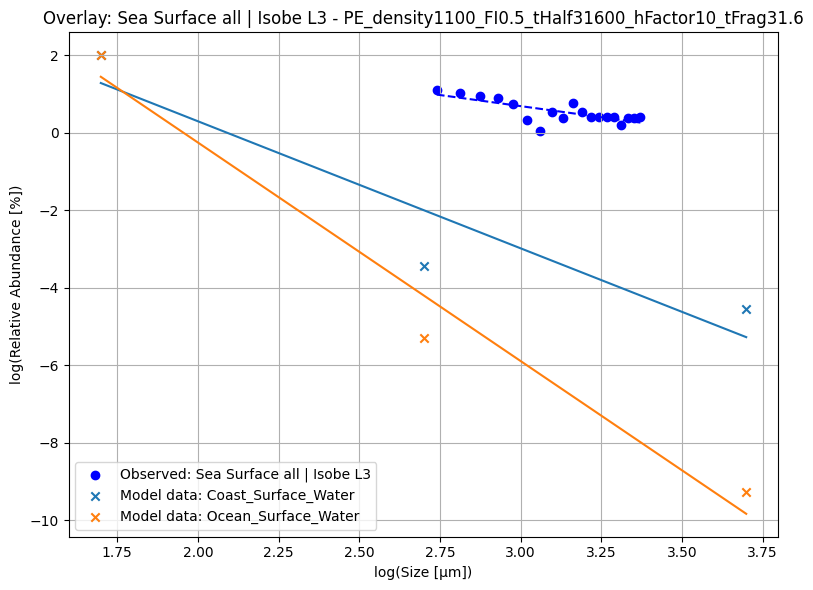 Overlay: Sea Surface all | Isobe L3 - PE_density1100_FI0.5_tHalf31600_hFactor10_tFrag31.6
log(Relative Abundance [%])
2
0
−2
−4
−6
−8
−10
Observed: Sea Surface all | Isobe L3
Model data: Coast_Surface_Water
Model data: Ocean_Surface_Water
1.75
2.00
2.25
2.50
2.75
3.00
3.25
3.50
3.75
log(Size [µm])